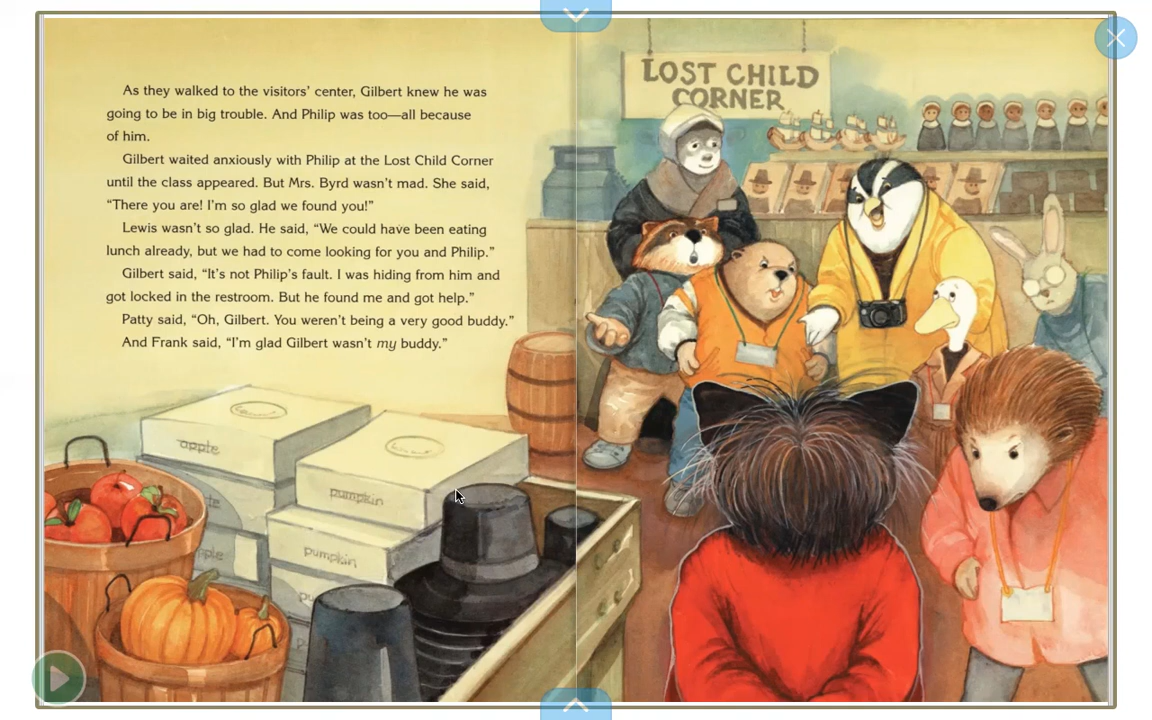 As they walked to the visitors' center, Gilbert knew he was
going to be in big trouble. And Philip was too—all because
of him.
Gilbert waited anxiously with Philip at the Lost Child Corner
until the class appeared. But Mrs. Byrd wasn't mad. She said,
“There you are! I'm so glad we found you!”
Lewis wasn't so glad. He said, “We could have been eating
lunch already, but we had to come looking for you and Philip.”
Gilbert said, “It's not Philip's fault. I was hiding from him and
got locked in the restroom. But he found me and got help.”
Patty said, “Oh, Gilbert. You weren't being a very good buddy.”
And Frank said, “I'm glad Gilbert wasn't my buddy.”
apple
pumpkin
pple
pumpkin
pu
LOST CHILD
CORNER